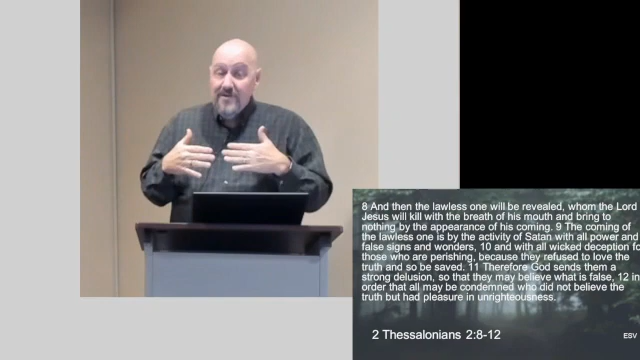 8 And then the lawless one will be revealed, whom the Lord
Jesus will kill with the breath of his mouth and bring to
nothing by the appearance of his coming. 9 The coming of
the lawless one is by the activity of Satan with all power and
false signs and wonders, 10 and with all wicked deception fo
those who are perishing, because they refused to love the
truth and so be saved. 11 Therefore God sends them a
strong delusion, so that they may believe what is false, 12 in
order that all may be condemned who did not believe the
truth but had pleasure in unrighteousness.
2 Thessalonians 2:8-12
ESV